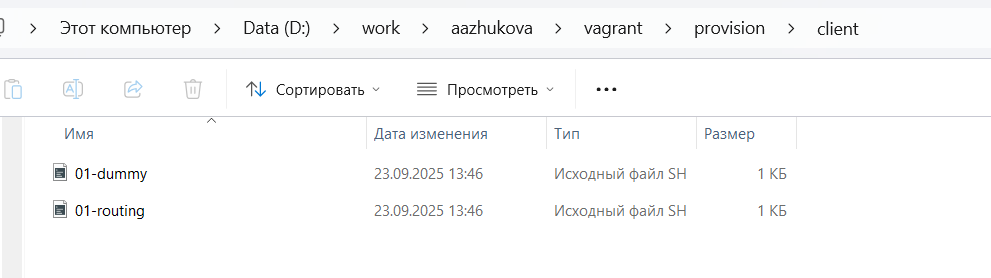 Этот компьютер > Data (D:) > work > aazhukova > vagrant > provision > client
Сортировать Просмотреть
Имя Дата изменения Тип Размер
01-dummy 23.09.2025 13:46 Исходный файл SH 1 КБ
01-routing 23.09.2025 13:46 Исходный файл SH 1 КБ